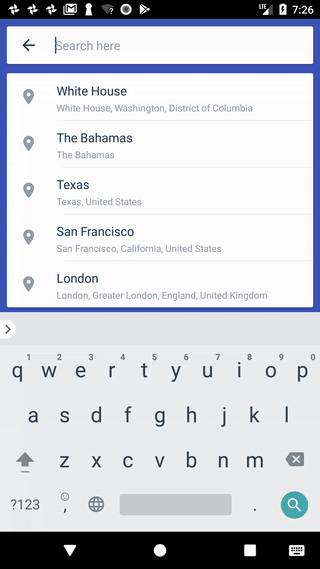 7:26
Search here
White House
White House, Washington, District of Columbia
The Bahamas
The Bahamas
Texas
Texas, United States
San Francisco
San Francisco, California, United States
London
London, Greater London, England, United Kingdom
1 2 3 4 5 6 7 8 9 0
q w e r t y u i o p
a s d f g h j k l
z x c v b n m
?123 , .